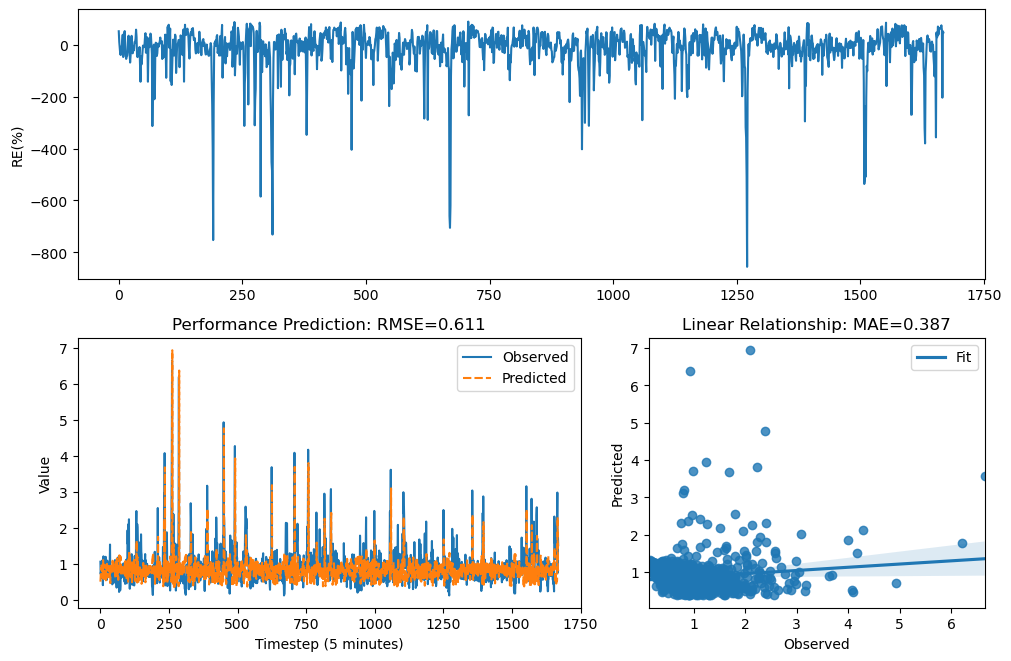 RE(%)
0
−200
−400
−600
−800
0 250 500 750 1000 1250 1500 1750
Performance Prediction: RMSE=0.611
Value
7
6
5
4
3
2
1
0
Observed
Predicted
0 250 500 750 1000 1250 1500 1750
Timestep (5 minutes)
Linear Relationship: MAE=0.387
Predicted
7
6
5
4
3
2
1
Fit
1 2 3 4 5 6
Observed